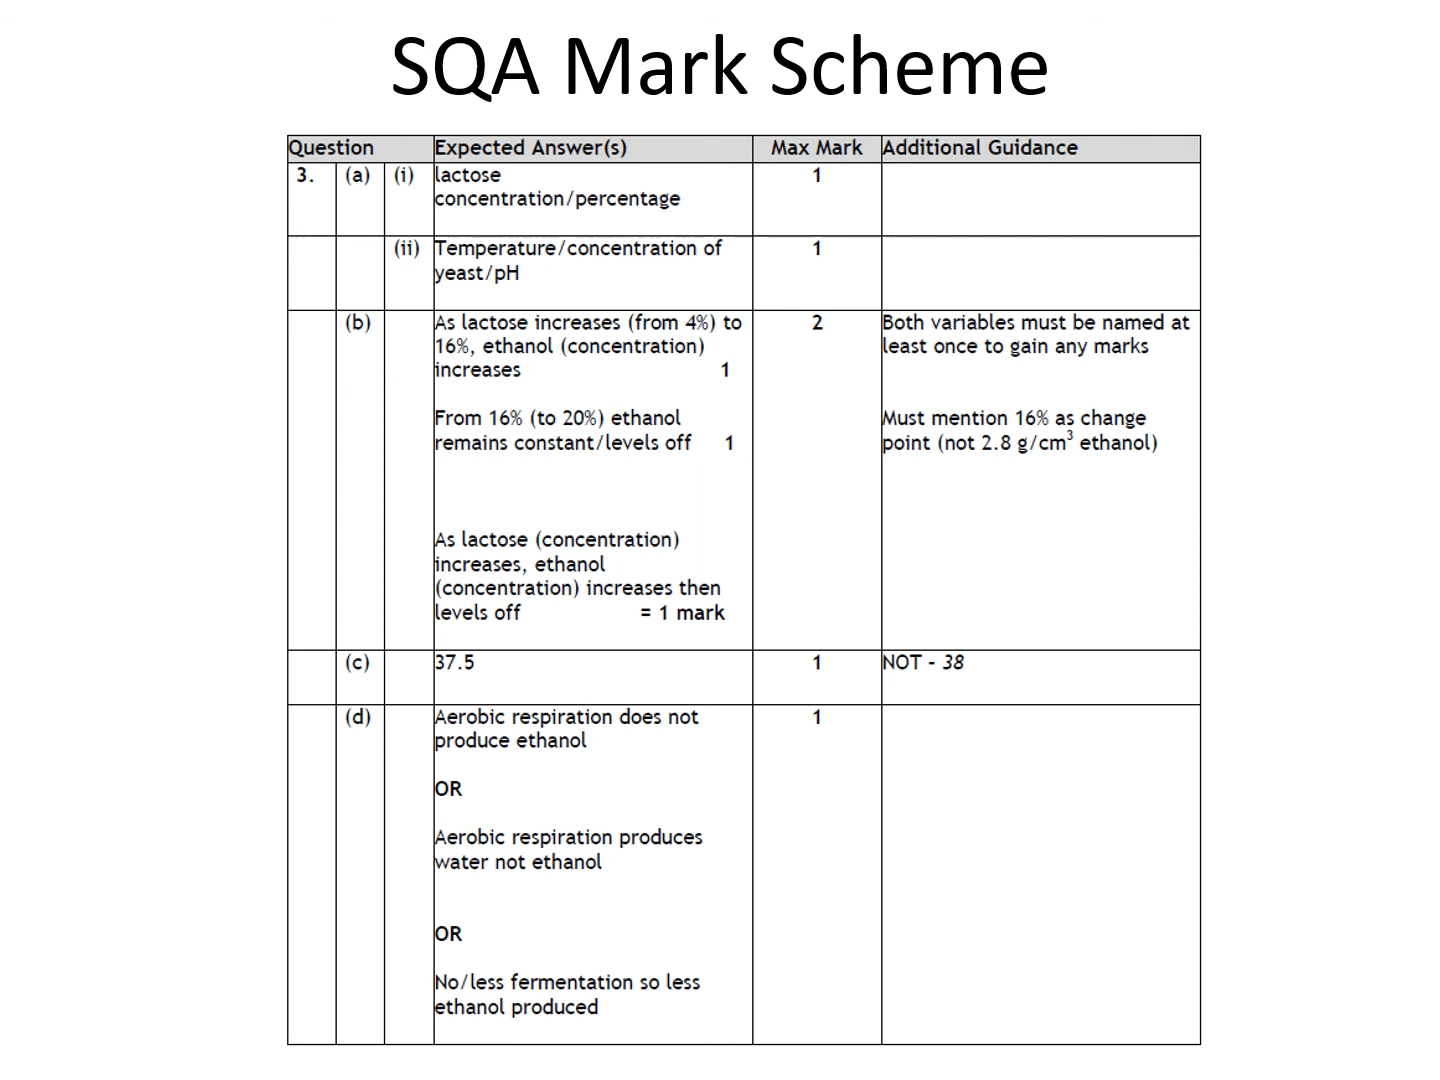 SQA Mark Scheme
Question Expected Answer(s) Max Mark Additional Guidance
3. (a) (i) lactose 1
concentration/percentage
(ii) Temperature/concentration of 1
yeast/pH
(b) As lactose increases (from 4%) to 2 Both variables must be named at
16%, ethanol (concentration) least once to gain any marks
increases 1
From 16% (to 20%) ethanol Must mention 16% as change
remains constant/levels off 1 point (not 2.8 g/cm³ ethanol)
As lactose (concentration)
increases, ethanol
(concentration) increases then
levels off = 1 mark
(c) 37.5 1 NOT - 38
(d) Aerobic respiration does not 1
produce ethanol
OR
Aerobic respiration produces
water not ethanol
OR
No/less fermentation so less
ethanol produced